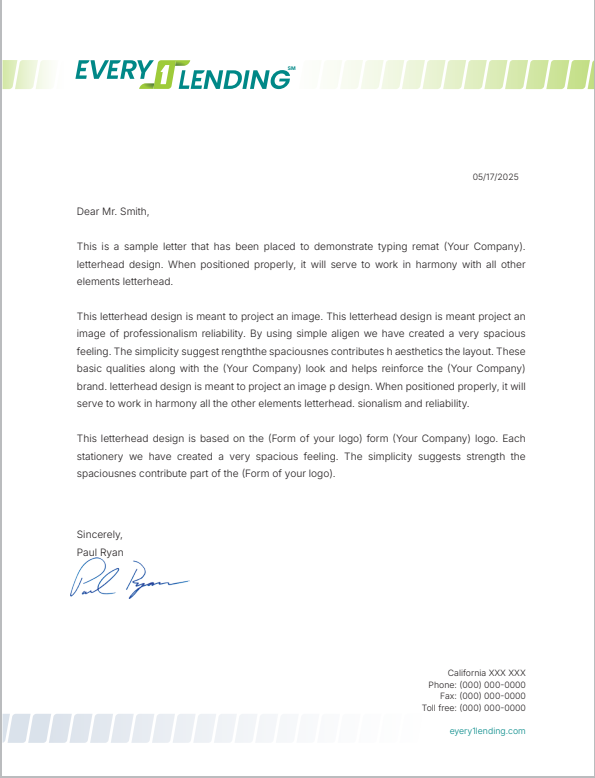 EVERY 1 LENDING℠
05/17/2025
Dear Mr. Smith,
This is a sample letter that has been placed to demonstrate typing remat (Your Company).
letterhead design. When positioned properly, it will serve to work in harmony with all other
elements letterhead.
This letterhead design is meant to project an image. This letterhead design is meant project an
image of professionalism reliability. By using simple aligen we have created a very spacious
feeling. The simplicity suggest rengththe spaciousnes contributes h aesthetics the layout. These
basic qualities along with the (Your Company) look and helps reinforce the (Your Company)
brand. letterhead design is meant to project an image p design. When positioned properly, it will
serve to work in harmony all the other elements letterhead. sionalism and reliability.
This letterhead design is based on the (Form of your logo) form (Your Company) logo. Each
stationery we have created a very spacious feeling. The simplicity suggests strength the
spaciousnes contribute part of the (Form of your logo).
Sincerely,
Paul Ryan
Paul Ryan
California XXX XXX
Phone: (000) 000-0000
Fax: (000) 000-0000
Toll free: (000) 000-0000
eyery1lending.com